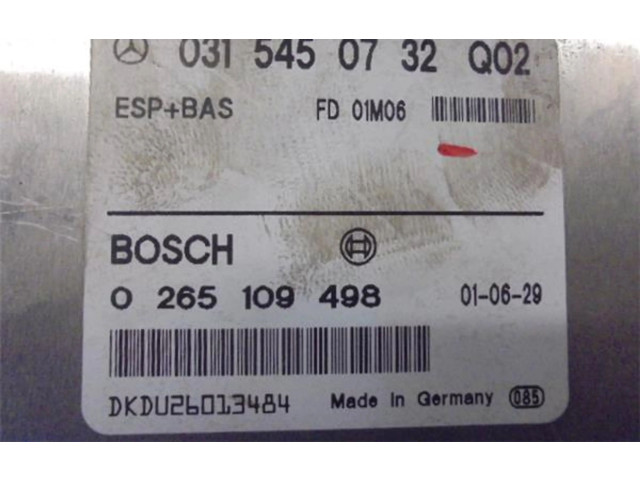 031 545 07 32 Q02
ESP+BAS FD 01M06
BOSCH
0 265 109 498 01-06-29
DKDU26013484 Made in Germany 085